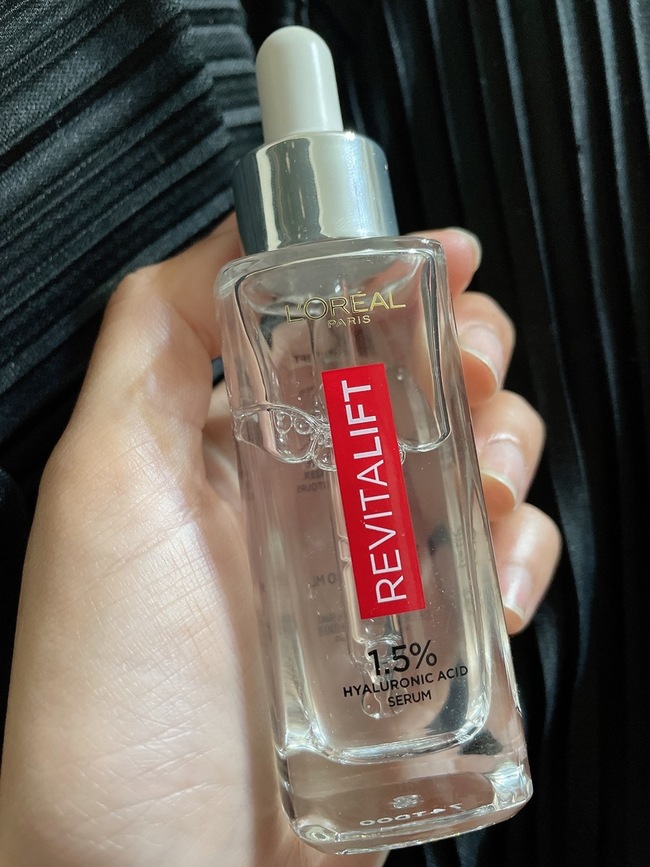 L'ORÉAL
PARIS
REVITALIFT
1.5%
HYALURONIC ACID
SERUM